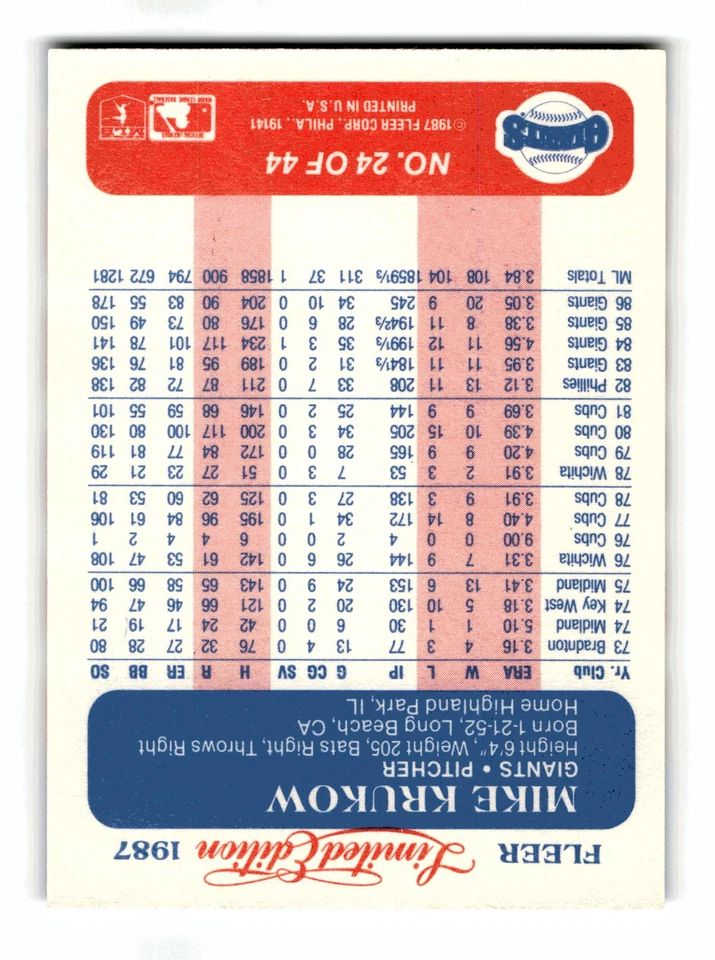 FLEER Limited Edition 1987
MIKE KRUKOW
GIANTS • PITCHER
Height 6'4", Weight 205, Bats Right, Throws Right
Born 1-21-52, Long Beach, CA
Home Highland Park, IL
Yr. Club ERA W L IP G CG SV H R ER BB SO
73 Bradnton 3.16 4 3 77 13 4 0 76 32 27 28 80
74 Midland 5.10 1 1 30 6 0 0 42 24 17 19 21
74 Key West 3.18 5 10 130 20 2 0 121 66 46 47 94
75 Midland 3.41 13 6 153 24 9 0 143 65 58 66 100
76 Wichita 3.31 7 9 144 26 6 0 142 61 53 47 108
76 Cubs 9.00 0 0 4 2 0 0 6 4 4 2 1
77 Cubs 4.40 8 14 172 34 1 0 195 96 84 61 106
78 Cubs 3.91 9 3 138 27 3 0 125 62 60 53 81
78 Wichita 3.91 2 3 53 7 3 0 51 27 23 21 29
79 Cubs 4.20 9 9 165 28 0 0 172 84 77 81 119
80 Cubs 4.39 10 15 205 34 3 0 200 117 100 80 130
81 Cubs 3.69 9 9 144 25 2 0 146 68 59 55 101
82 Phillies 3.12 13 11 208 33 7 0 211 87 72 82 138
83 Giants 3.95 11 11 184⅓ 31 2 0 189 95 81 76 136
84 Giants 4.56 11 12 199⅓ 35 3 1 234 117 101 78 141
85 Giants 3.38 8 11 194⅔ 28 6 0 176 80 73 49 150
86 Giants 3.05 20 9 245 34 10 0 204 90 83 55 178
ML Totals 3.84 108 104 1859⅓ 311 37 1 1858 900 794 672 1281
GIANTS
NO. 24 OF 44
©1987 FLEER CORP., PHILA., 19141
PRINTED IN U.S.A.
OFFICIAL LICENSEE
MAJOR LEAGUE BASEBALL